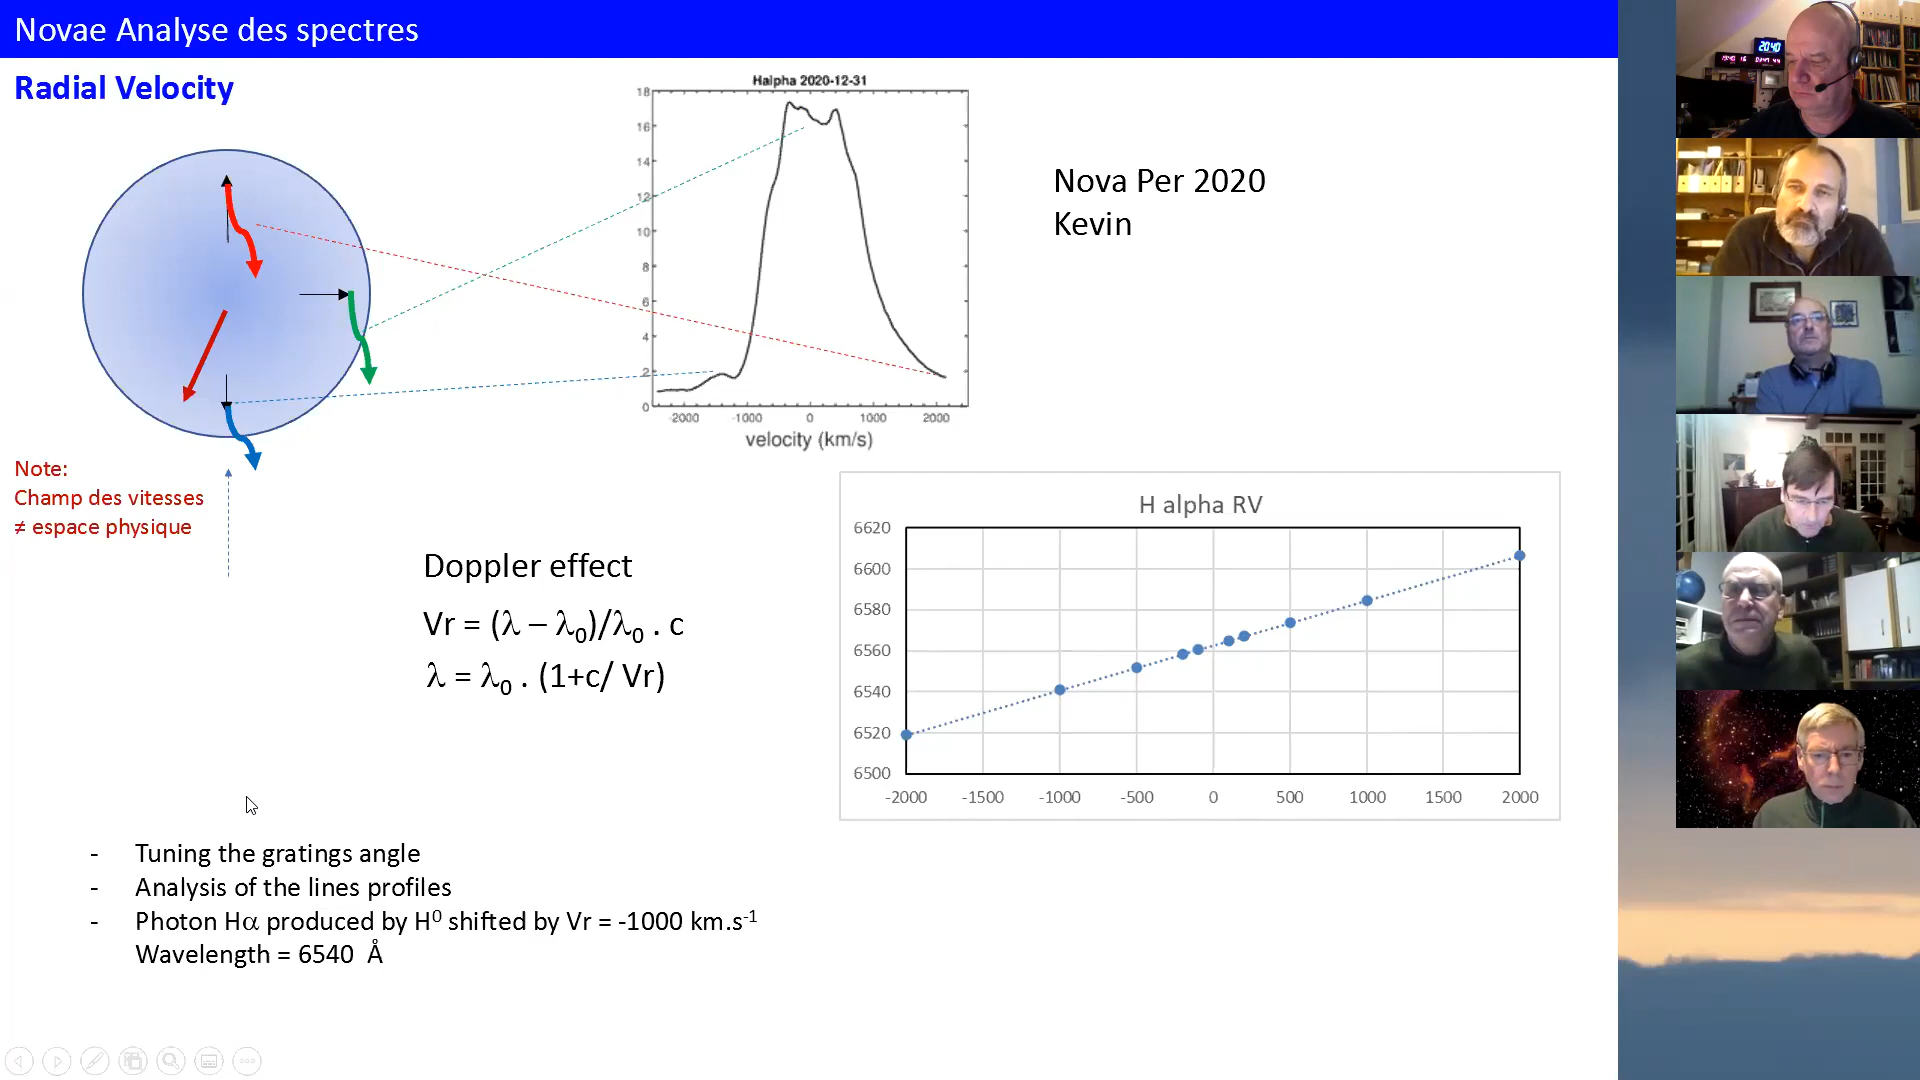 Novae Analyse des spectres
Radial Velocity
Halpha 2020-12-31
18
16
14
12
10
8
6
4
2
0
-2000 -1000 0 1000 2000
velocity (km/s)
Nova Per 2020
Kevin
Note:
Champ des vitesses
≠ espace physique
Doppler effect
Vr = (λ – λ₀)/λ₀ . c
λ = λ₀ . (1+c/ Vr)
H alpha RV
6620
6600
6580
6560
6540
6520
6500
-2000 -1500 -1000 -500 0 500 1000 1500 2000
- Tuning the gratings angle
- Analysis of the lines profiles
- Photon Hα produced by H⁰ shifted by Vr = -1000 km.s⁻¹
Wavelength = 6540 Å
20:40